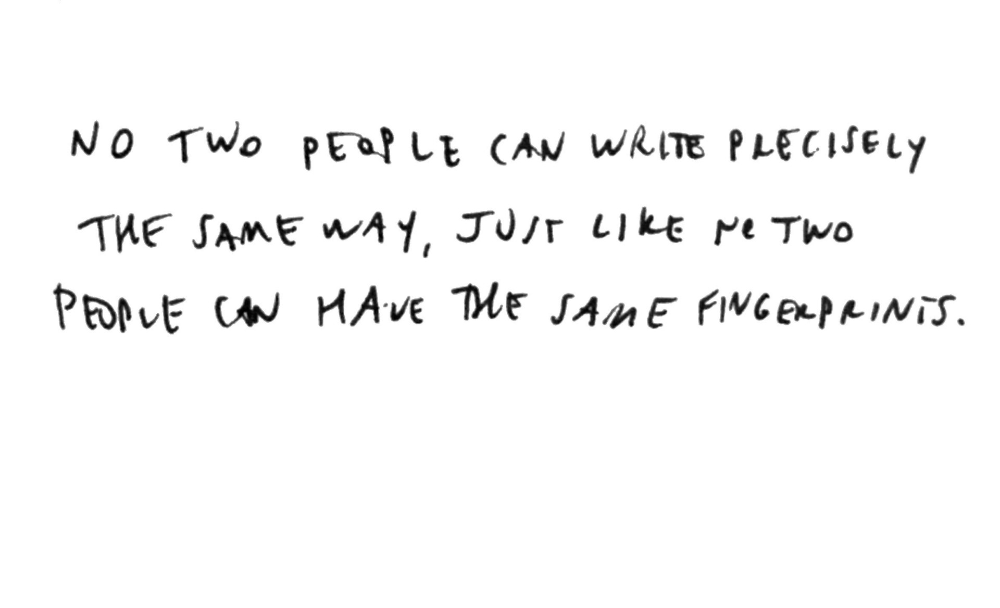 NO TWO PEOPLE CAN WRITE PRECISELY
THE SAME WAY, JUST LIKE NO TWO
PEOPLE CAN HAVE THE SAME FINGERPRINTS.